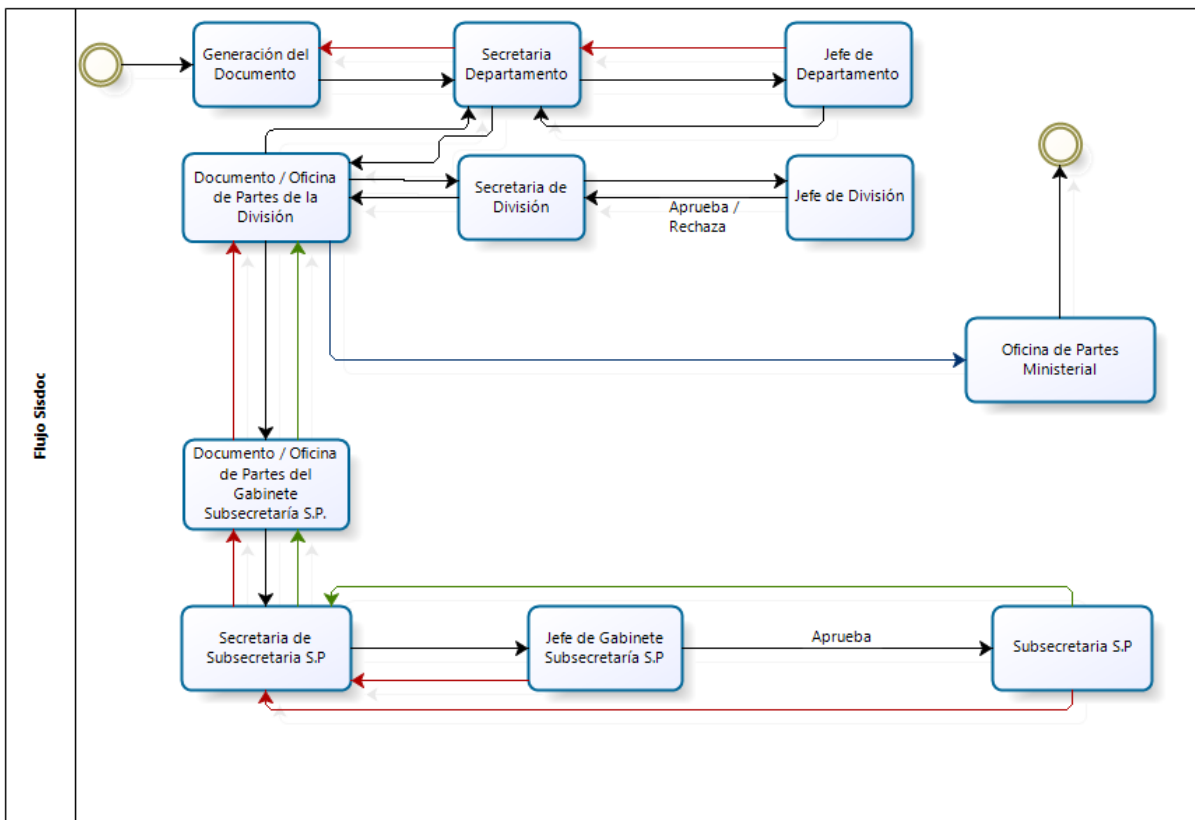 Flujo Sisdoc
Generación del
Documento
Secretaria
Departamento
Jefe de
Departamento
Documento / Oficina
de Partes de la
División
Secretaria de
División
Aprueba /
Rechaza
Jefe de División
Oficina de Partes
Ministerial
Documento / Oficina
de Partes del
Gabinete
Subsecretaría S.P.
Secretaria de
Subsecretaria S.P
Jefe de Gabinete
Subsecretaría S.P
Aprueba
Subsecretaria S.P